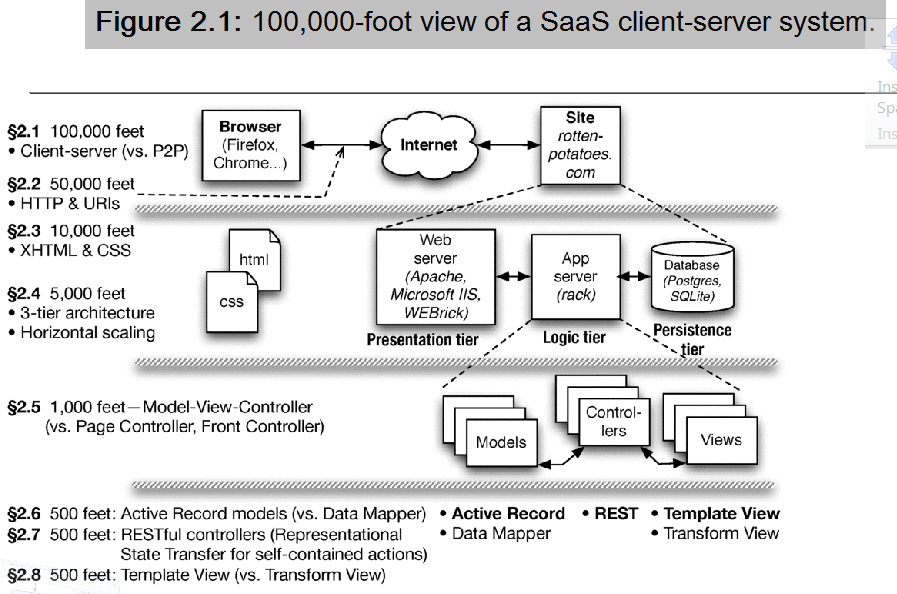 Figure 2.1: 100,000-foot view of a SaaS client-server system.
Ins
Spa
Ins
§2.1 100,000 feet
• Client-server (vs. P2P)
§2.2 50,000 feet
• HTTP & URIs
Browser
(Firefox,
Chrome...)
Internet
Site
rotten-
potatoes.
com
§2.3 10,000 feet
• XHTML & CSS
§2.4 5,000 feet
• 3-tier architecture
• Horizontal scaling
html
css
Web
server
(Apache,
Microsoft IIS,
WEBrick)
Presentation tier
App
server
(rack)
Logic tier
Database
(Postgres,
SQLite)
Persistence
tier
§2.5 1,000 feet—Model-View-Controller
(vs. Page Controller, Front Controller)
Models
Control-
lers
Views
§2.6 500 feet: Active Record models (vs. Data Mapper)
§2.7 500 feet: RESTful controllers (Representational
State Transfer for self-contained actions)
§2.8 500 feet: Template View (vs. Transform View)
• Active Record
• Data Mapper
• REST
• Template View
• Transform View